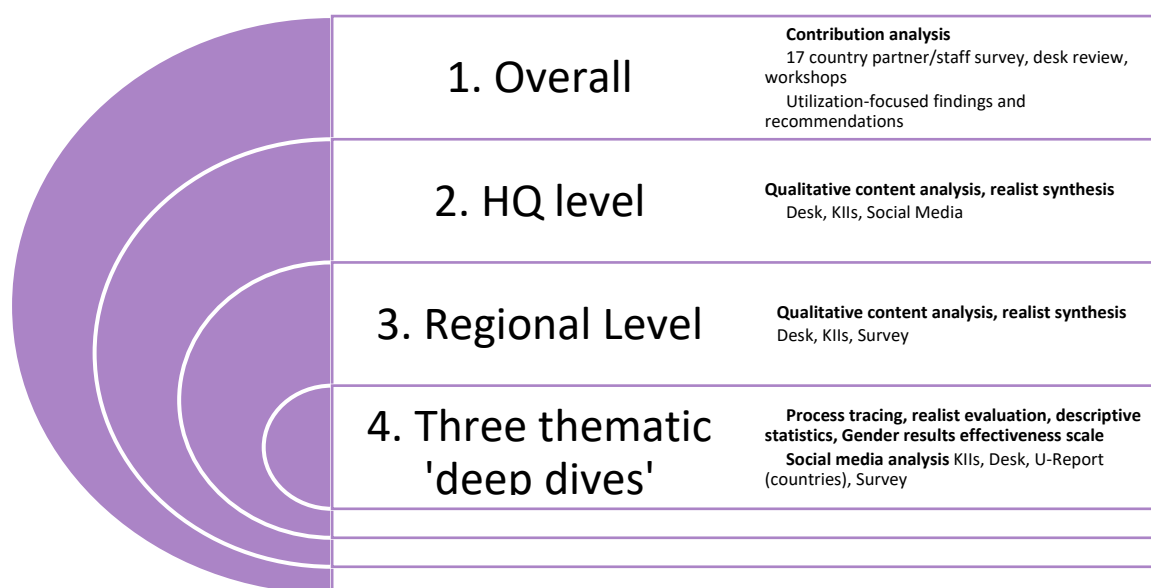 1. Overall
Contribution analysis
17 country partner/staff survey, desk review,
workshops
Utilization-focused findings and
recommendations
2. HQ level
Qualitative content analysis, realist synthesis
Desk, KIIs, Social Media
3. Regional Level
Qualitative content analysis, realist synthesis
Desk, KIIs, Survey
4. Three thematic
'deep dives'
Process tracing, realist evaluation, descriptive
statistics, Gender results effectiveness scale
Social media analysis KIIs, Desk, U-Report
(countries), Survey